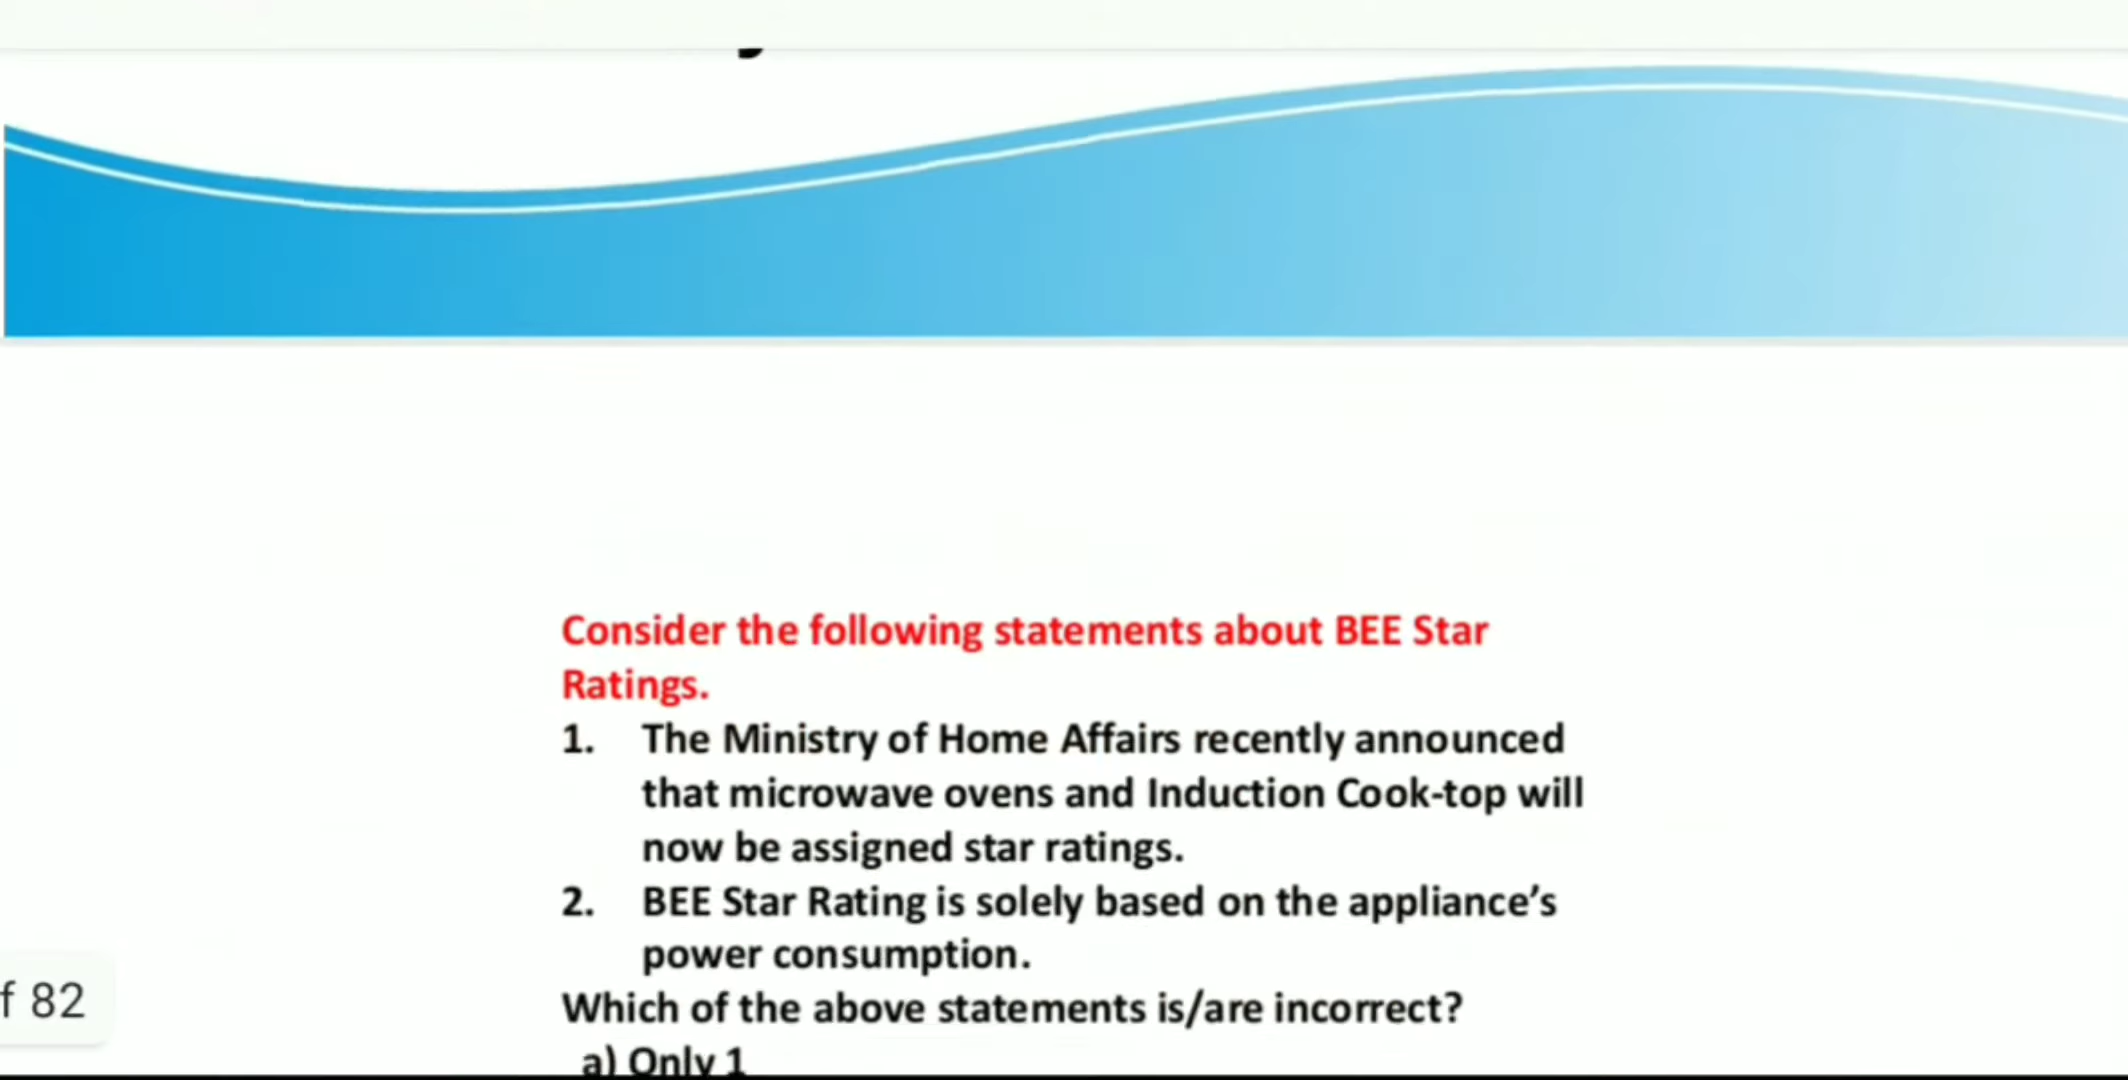 Consider the following statements about BEE Star
Ratings.
1. The Ministry of Home Affairs recently announced
that microwave ovens and Induction Cook-top will
now be assigned star ratings.
2. BEE Star Rating is solely based on the appliance’s
power consumption.
f 82
Which of the above statements is/are incorrect?
a) Only 1